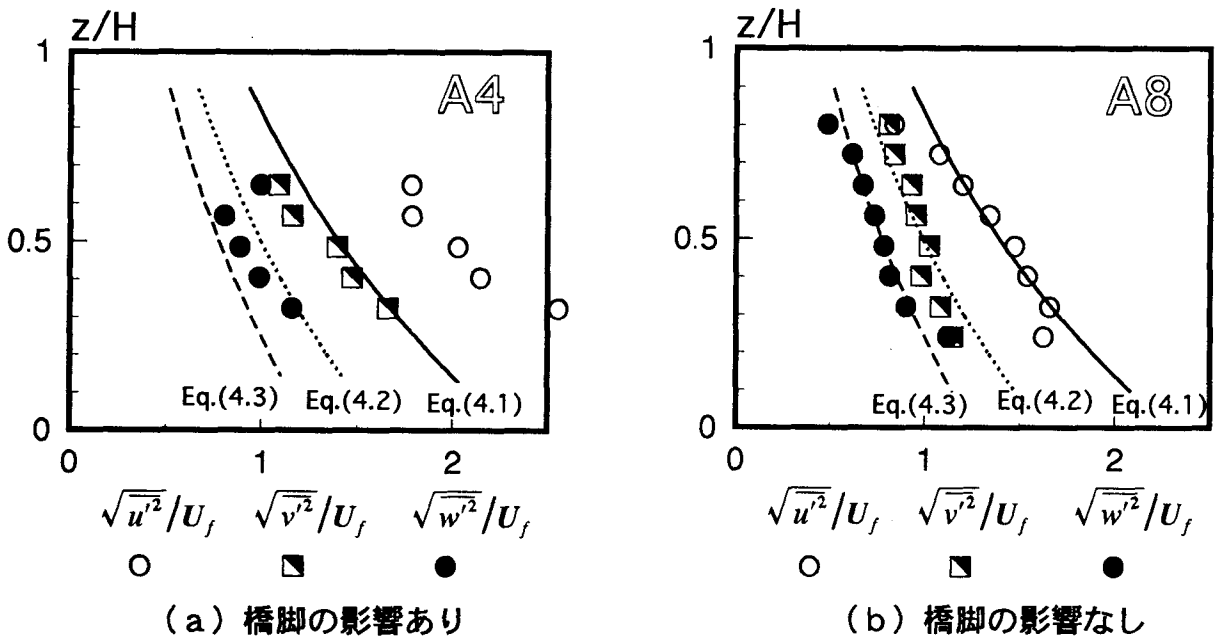 z/H
1
A4
0.5
Eq.(4.3) Eq.(4.2) Eq.(4.1)
0
0 1 2
√u'²/U_f √v'²/U_f √w'²/U_f
(a)橋脚の影響あり
z/H
1
A8
0.5
Eq.(4.3) Eq.(4.2) Eq.(4.1)
0
0 1 2
√u'²/U_f √v'²/U_f √w'²/U_f
(b)橋脚の影響なし